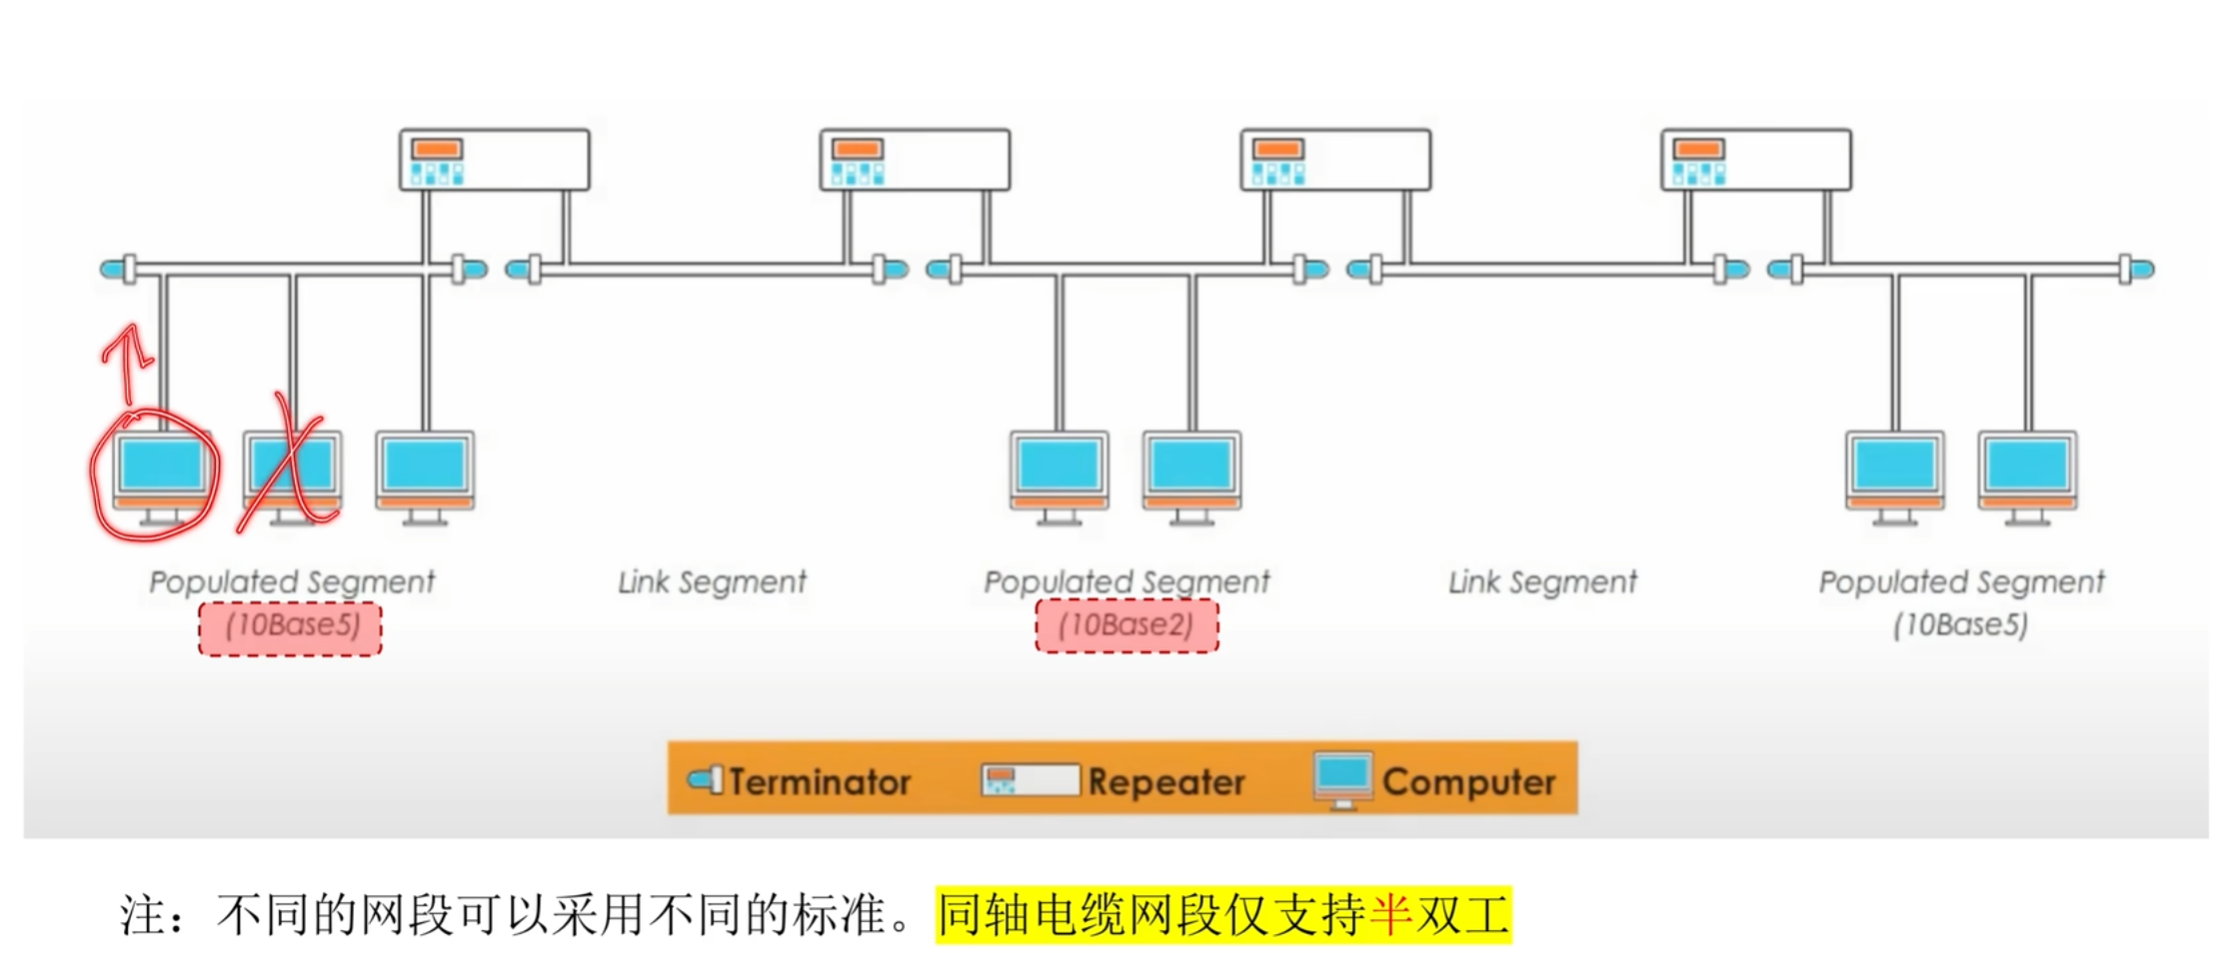 Populated Segment
(10Base5)
Link Segment
Populated Segment
(10Base2)
Link Segment
Populated Segment
(10Base5)
Terminator
Repeater
Computer
注：不同的网段可以采用不同的标准。同轴电缆网段仅支持半双工